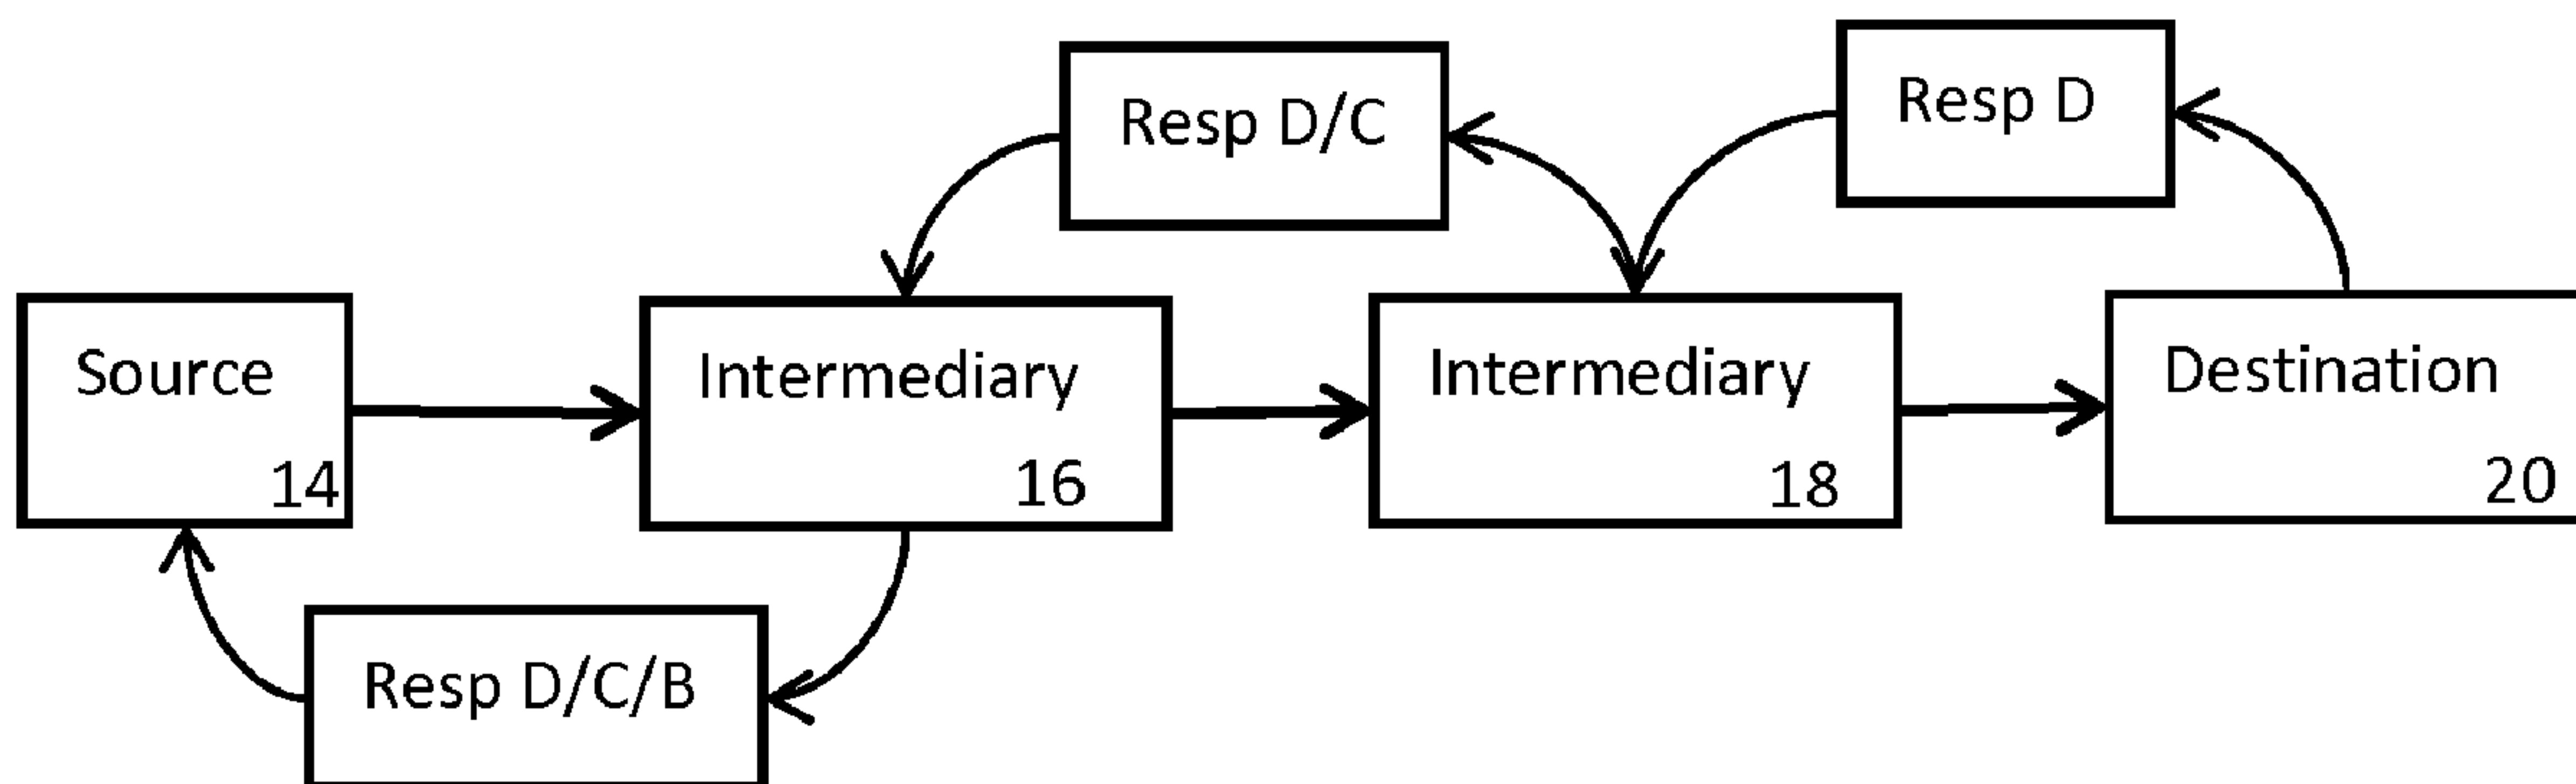 Resp D/C
Resp D
Source
14
Intermediary
16
Intermediary
18
Destination
20
Resp D/C/B